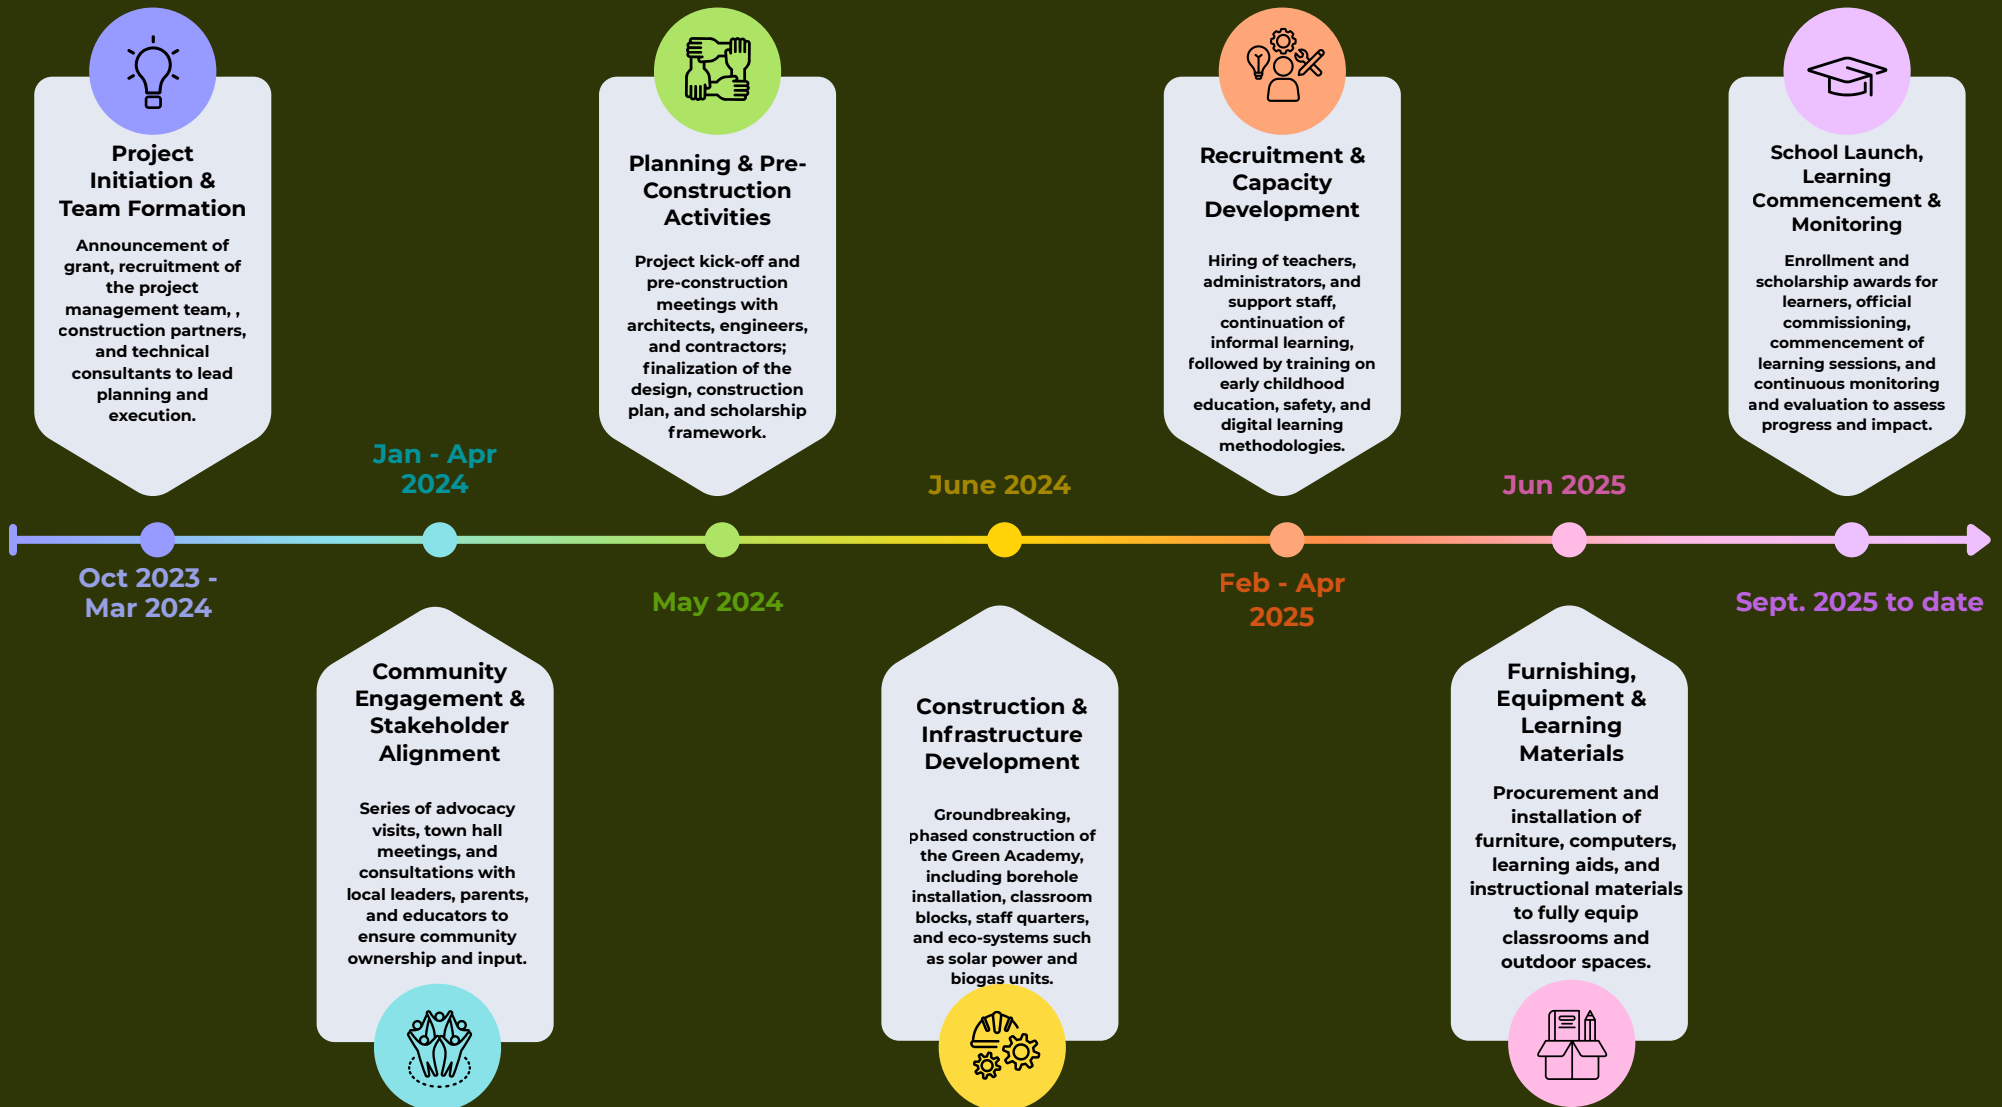 Project
Initiation &
Team Formation
Announcement of
grant, recruitment of
the project
management team, ,
construction partners,
and technical
consultants to lead
planning and
execution.
Oct 2023 -
Mar 2024
Jan - Apr
2024
Community
Engagement &
Stakeholder
Alignment
Series of advocacy
visits, town hall
meetings, and
consultations with
local leaders, parents,
and educators to
ensure community
ownership and input.
Planning & Pre-
Construction
Activities
Project kick-off and
pre-construction
meetings with
architects, engineers,
and contractors;
finalization of the
design, construction
plan, and scholarship
framework.
May 2024
June 2024
Construction &
Infrastructure
Development
Groundbreaking,
phased construction of
the Green Academy,
including borehole
installation, classroom
blocks, staff quarters,
and eco-systems such
as solar power and
biogas units.
Recruitment &
Capacity
Development
Hiring of teachers,
administrators, and
support staff,
continuation of
informal learning,
followed by training on
early childhood
education, safety, and
digital learning
methodologies.
Feb - Apr
2025
Jun 2025
Furnishing,
Equipment &
Learning
Materials
Procurement and
installation of
furniture, computers,
learning aids, and
instructional materials
to fully equip
classrooms and
outdoor spaces.
School Launch,
Learning
Commencement &
Monitoring
Enrollment and
scholarship awards for
learners, official
commissioning,
commencement of
learning sessions, and
continuous monitoring
and evaluation to assess
progress and impact.
Sept. 2025 to date